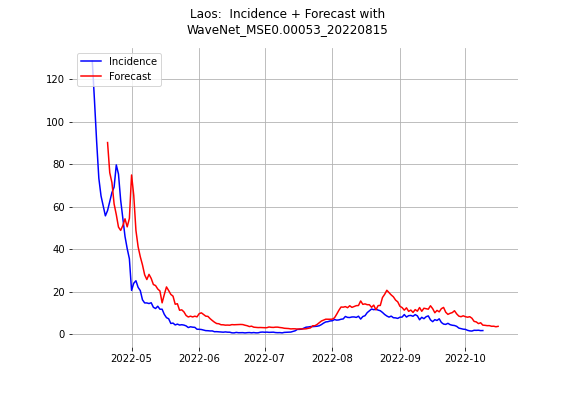 Laos:  Incidence + Forecast with
WaveNet_MSE0.00053_20220815
Incidence
Forecast
120
100
80
60
40
20
0
2022-05 2022-06 2022-07 2022-08 2022-09 2022-10